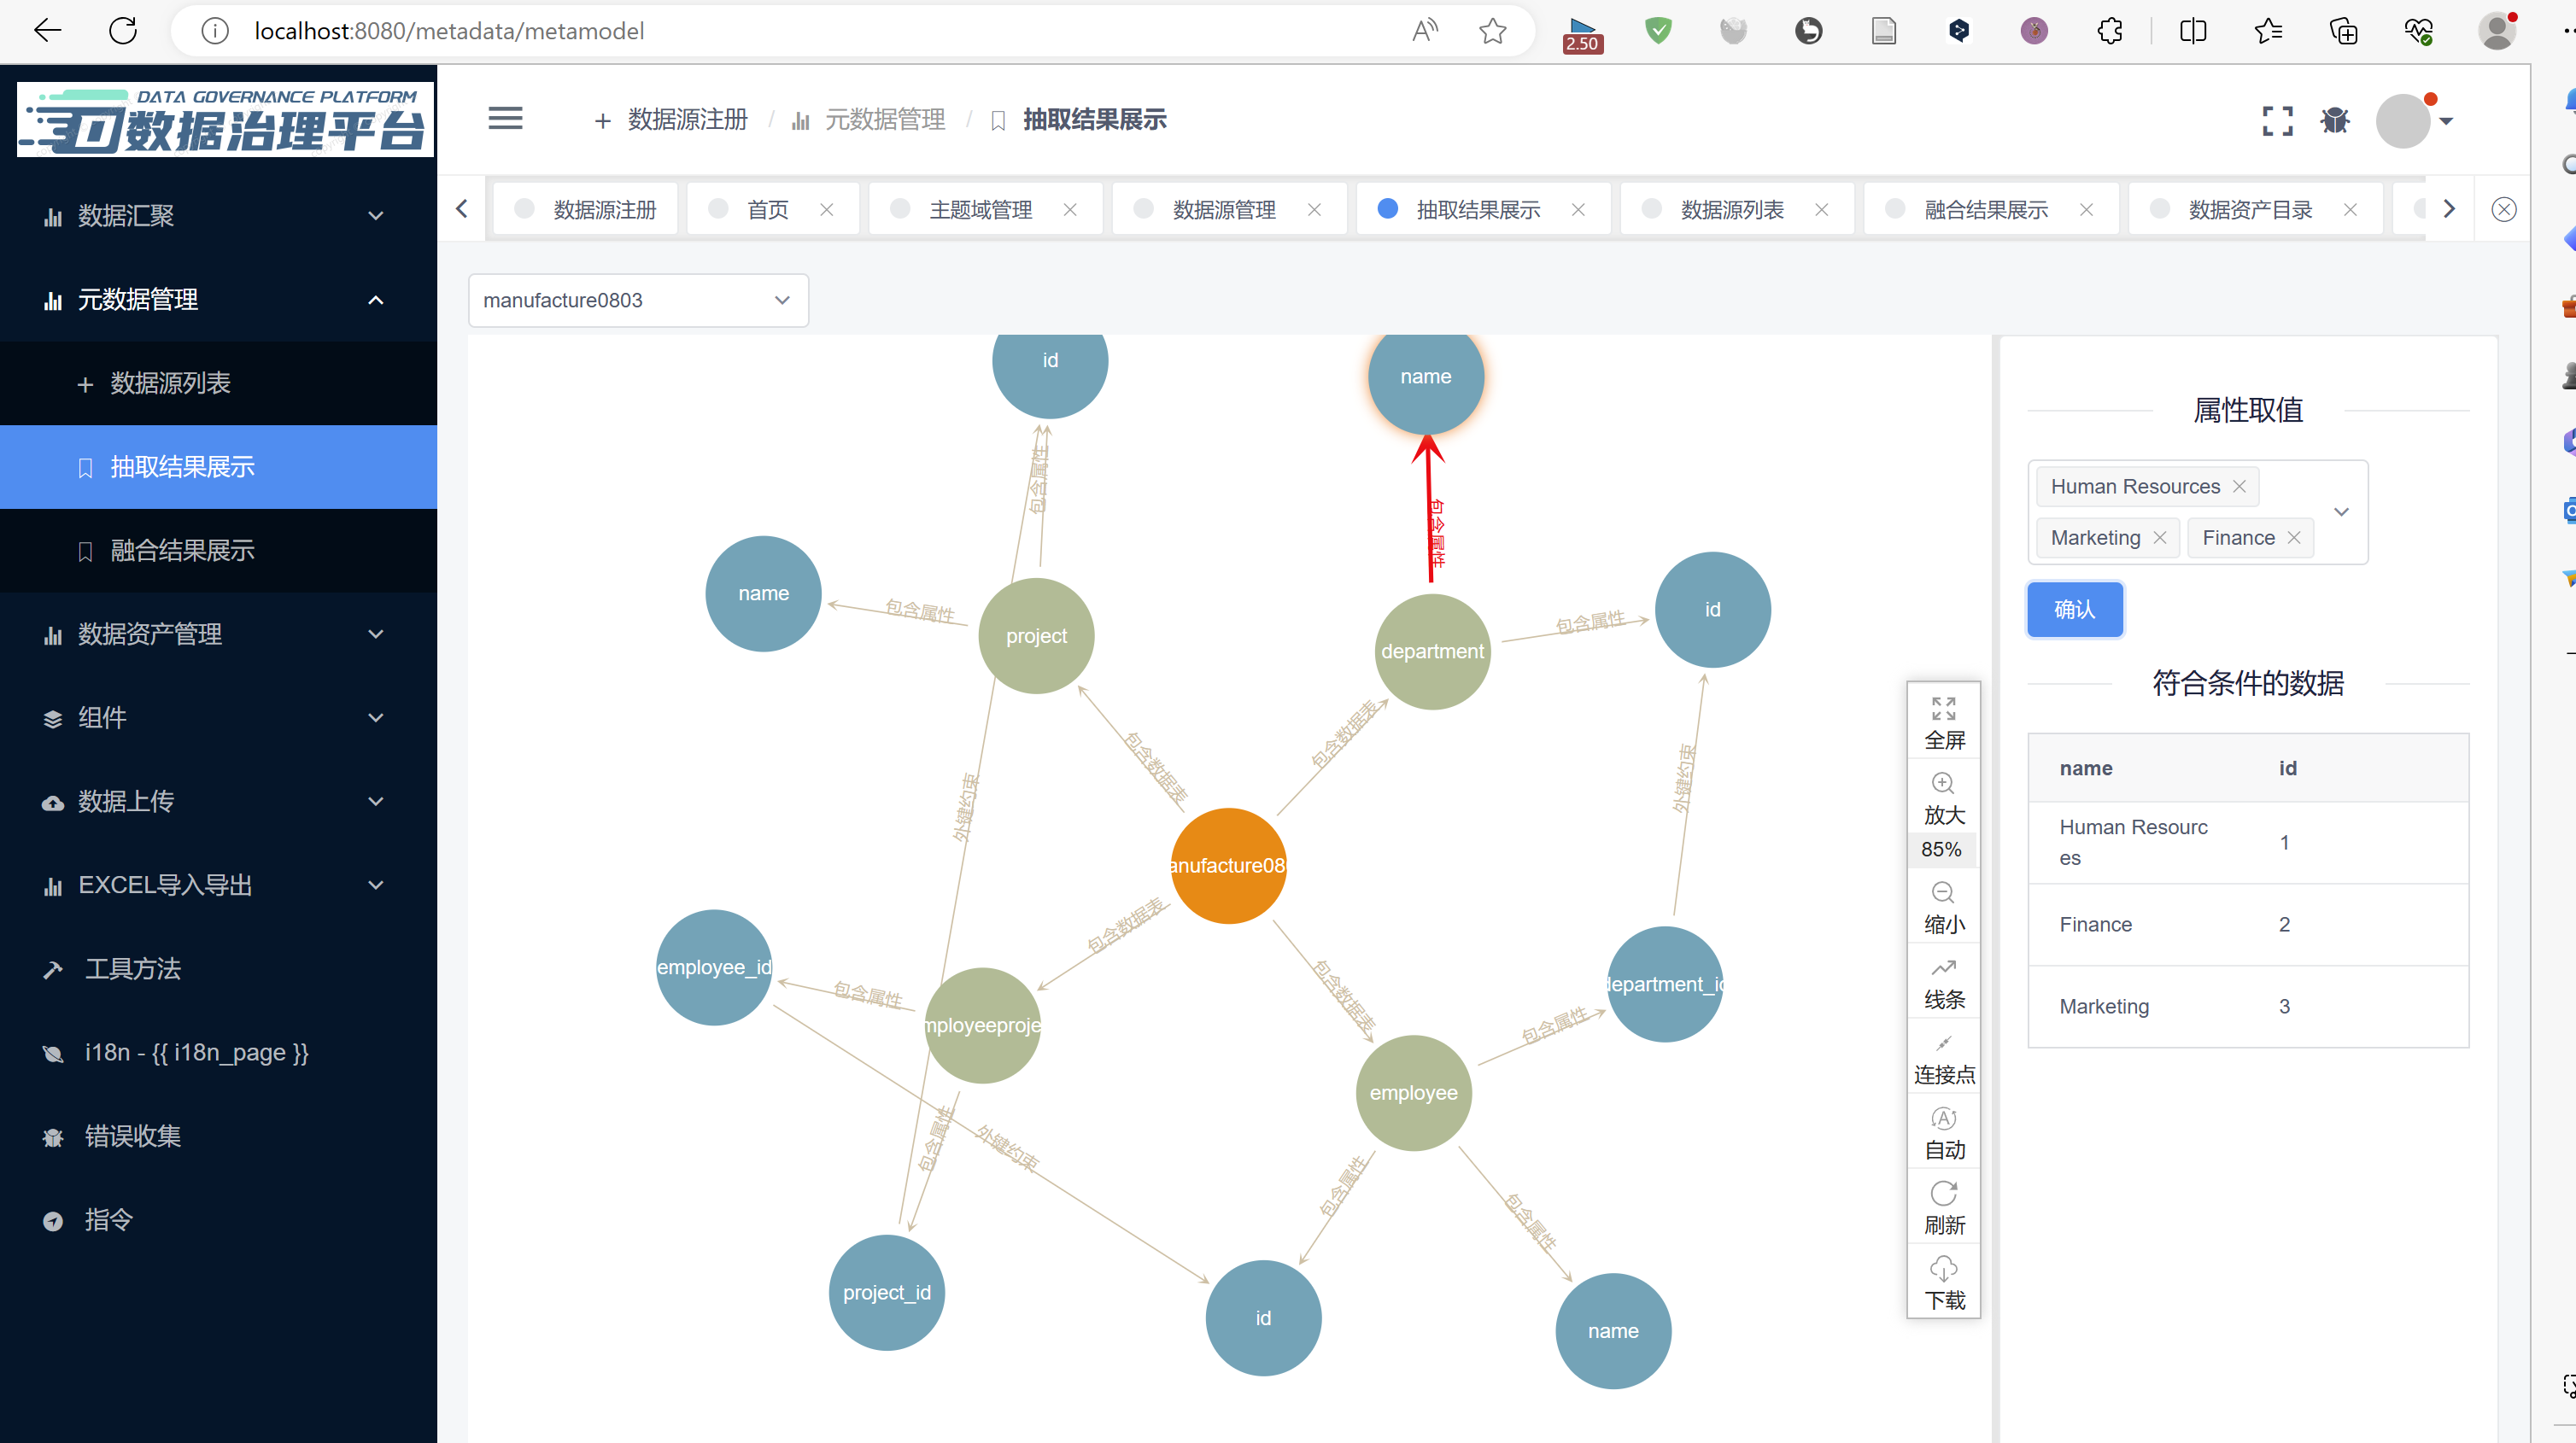 localhost:8080/metadata/metamodel
2.50
DATA GOVERNANCE PLATFORM
数据治理平台
数据汇聚
元数据管理
数据源列表
抽取结果展示
融合结果展示
数据资产管理
组件
数据上传
EXCEL导入导出
工具方法
i18n - {{ i18n_page }}
错误收集
指令
数据源注册 / 元数据管理 / 抽取结果展示
数据源注册 首页 主题域管理 数据源管理 抽取结果展示 数据源列表 融合结果展示 数据资产目录
manufacture0803
id
name
包含属性
包含属性
name
包含属性
project
department
包含属性
id
包含数据表
包含数据表
外键约束
外键约束
anufacture08
包含数据表
包含数据表
employee_id
包含属性
mployeeproje
department_id
包含属性
employee
包含属性
外键约束
包含属性
包含属性
project_id
id
name
全屏
放大
85%
缩小
线条
连接点
自动
刷新
下载
属性取值
Human Resources
Marketing
Finance
确认
符合条件的数据
name id
Human Resourc
es
1
Finance 2
Marketing 3